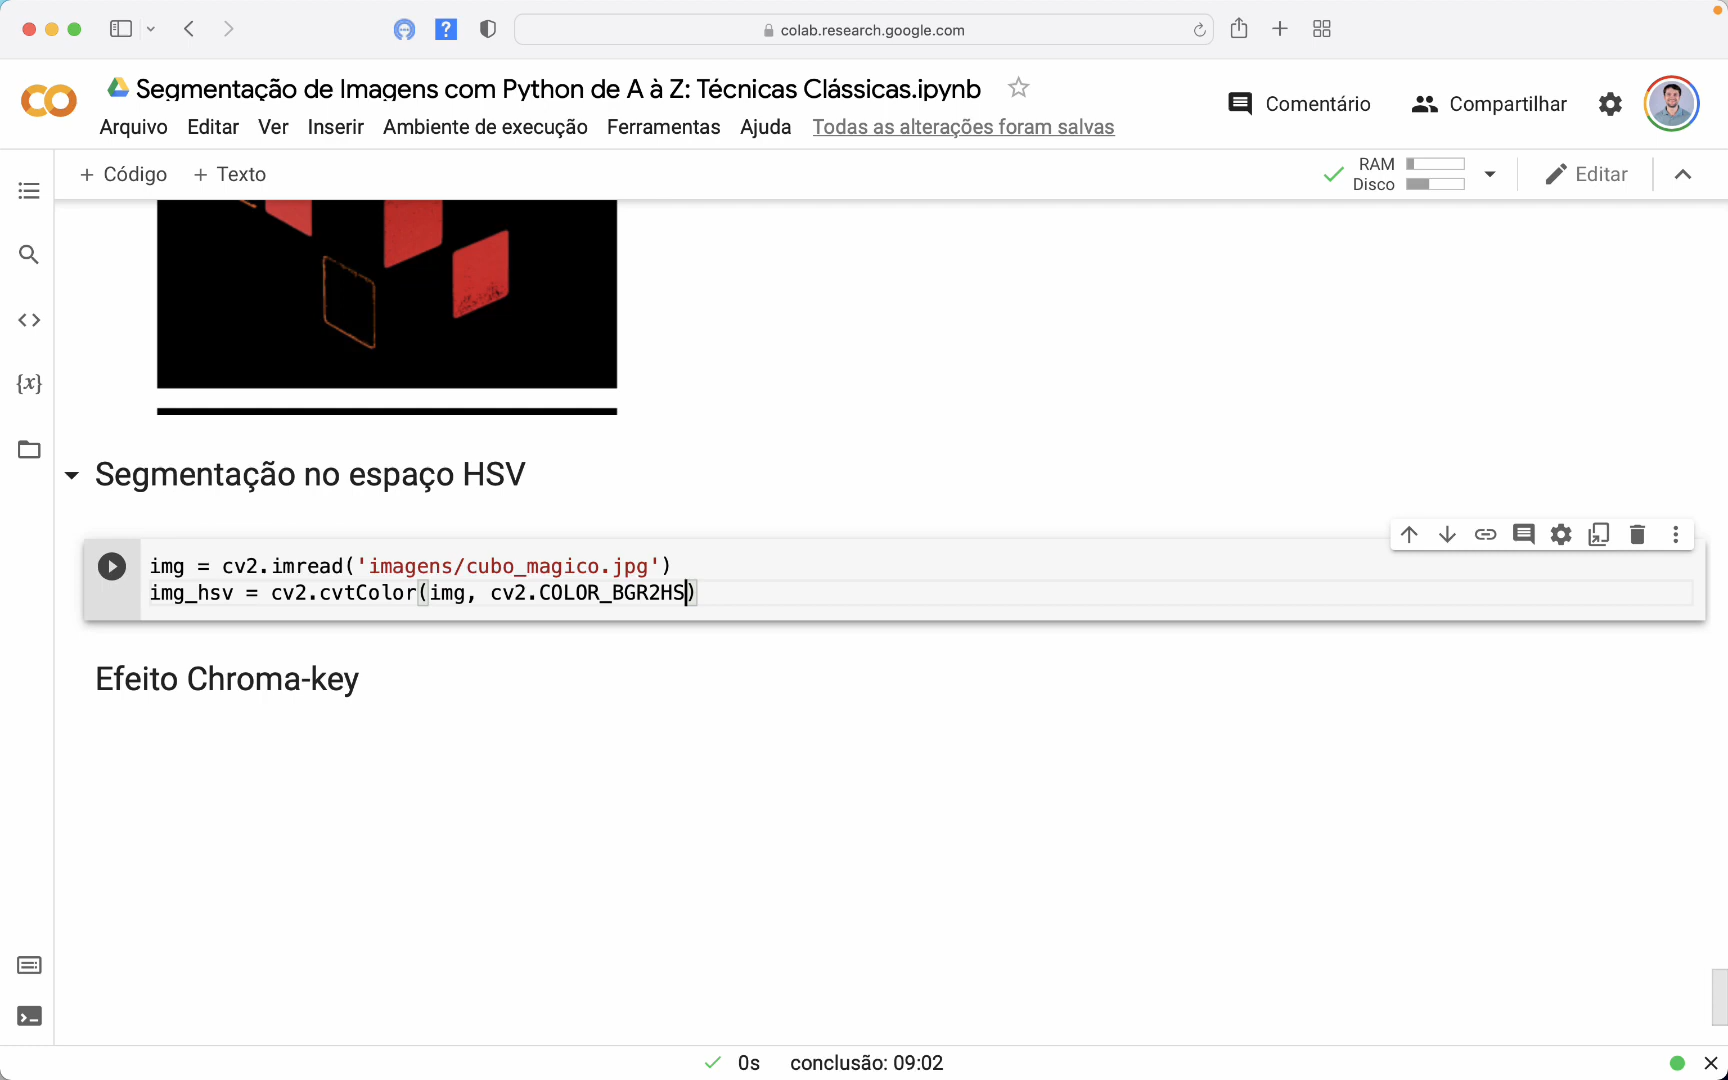 colab.research.google.com
Segmentação de Imagens com Python de A à Z: Técnicas Clássicas.ipynb
Comentário
Compartilhar
Arquivo Editar Ver Inserir Ambiente de execução Ferramentas Ajuda Todas as alterações foram salvas
+ Código + Texto
RAM
Disco
Editar
Segmentação no espaço HSV
img = cv2.imread('imagens/cubo_magico.jpg')
img_hsv = cv2.cvtColor(img, cv2.COLOR_BGR2HS)
Efeito Chroma-key
0s conclusão: 09:02